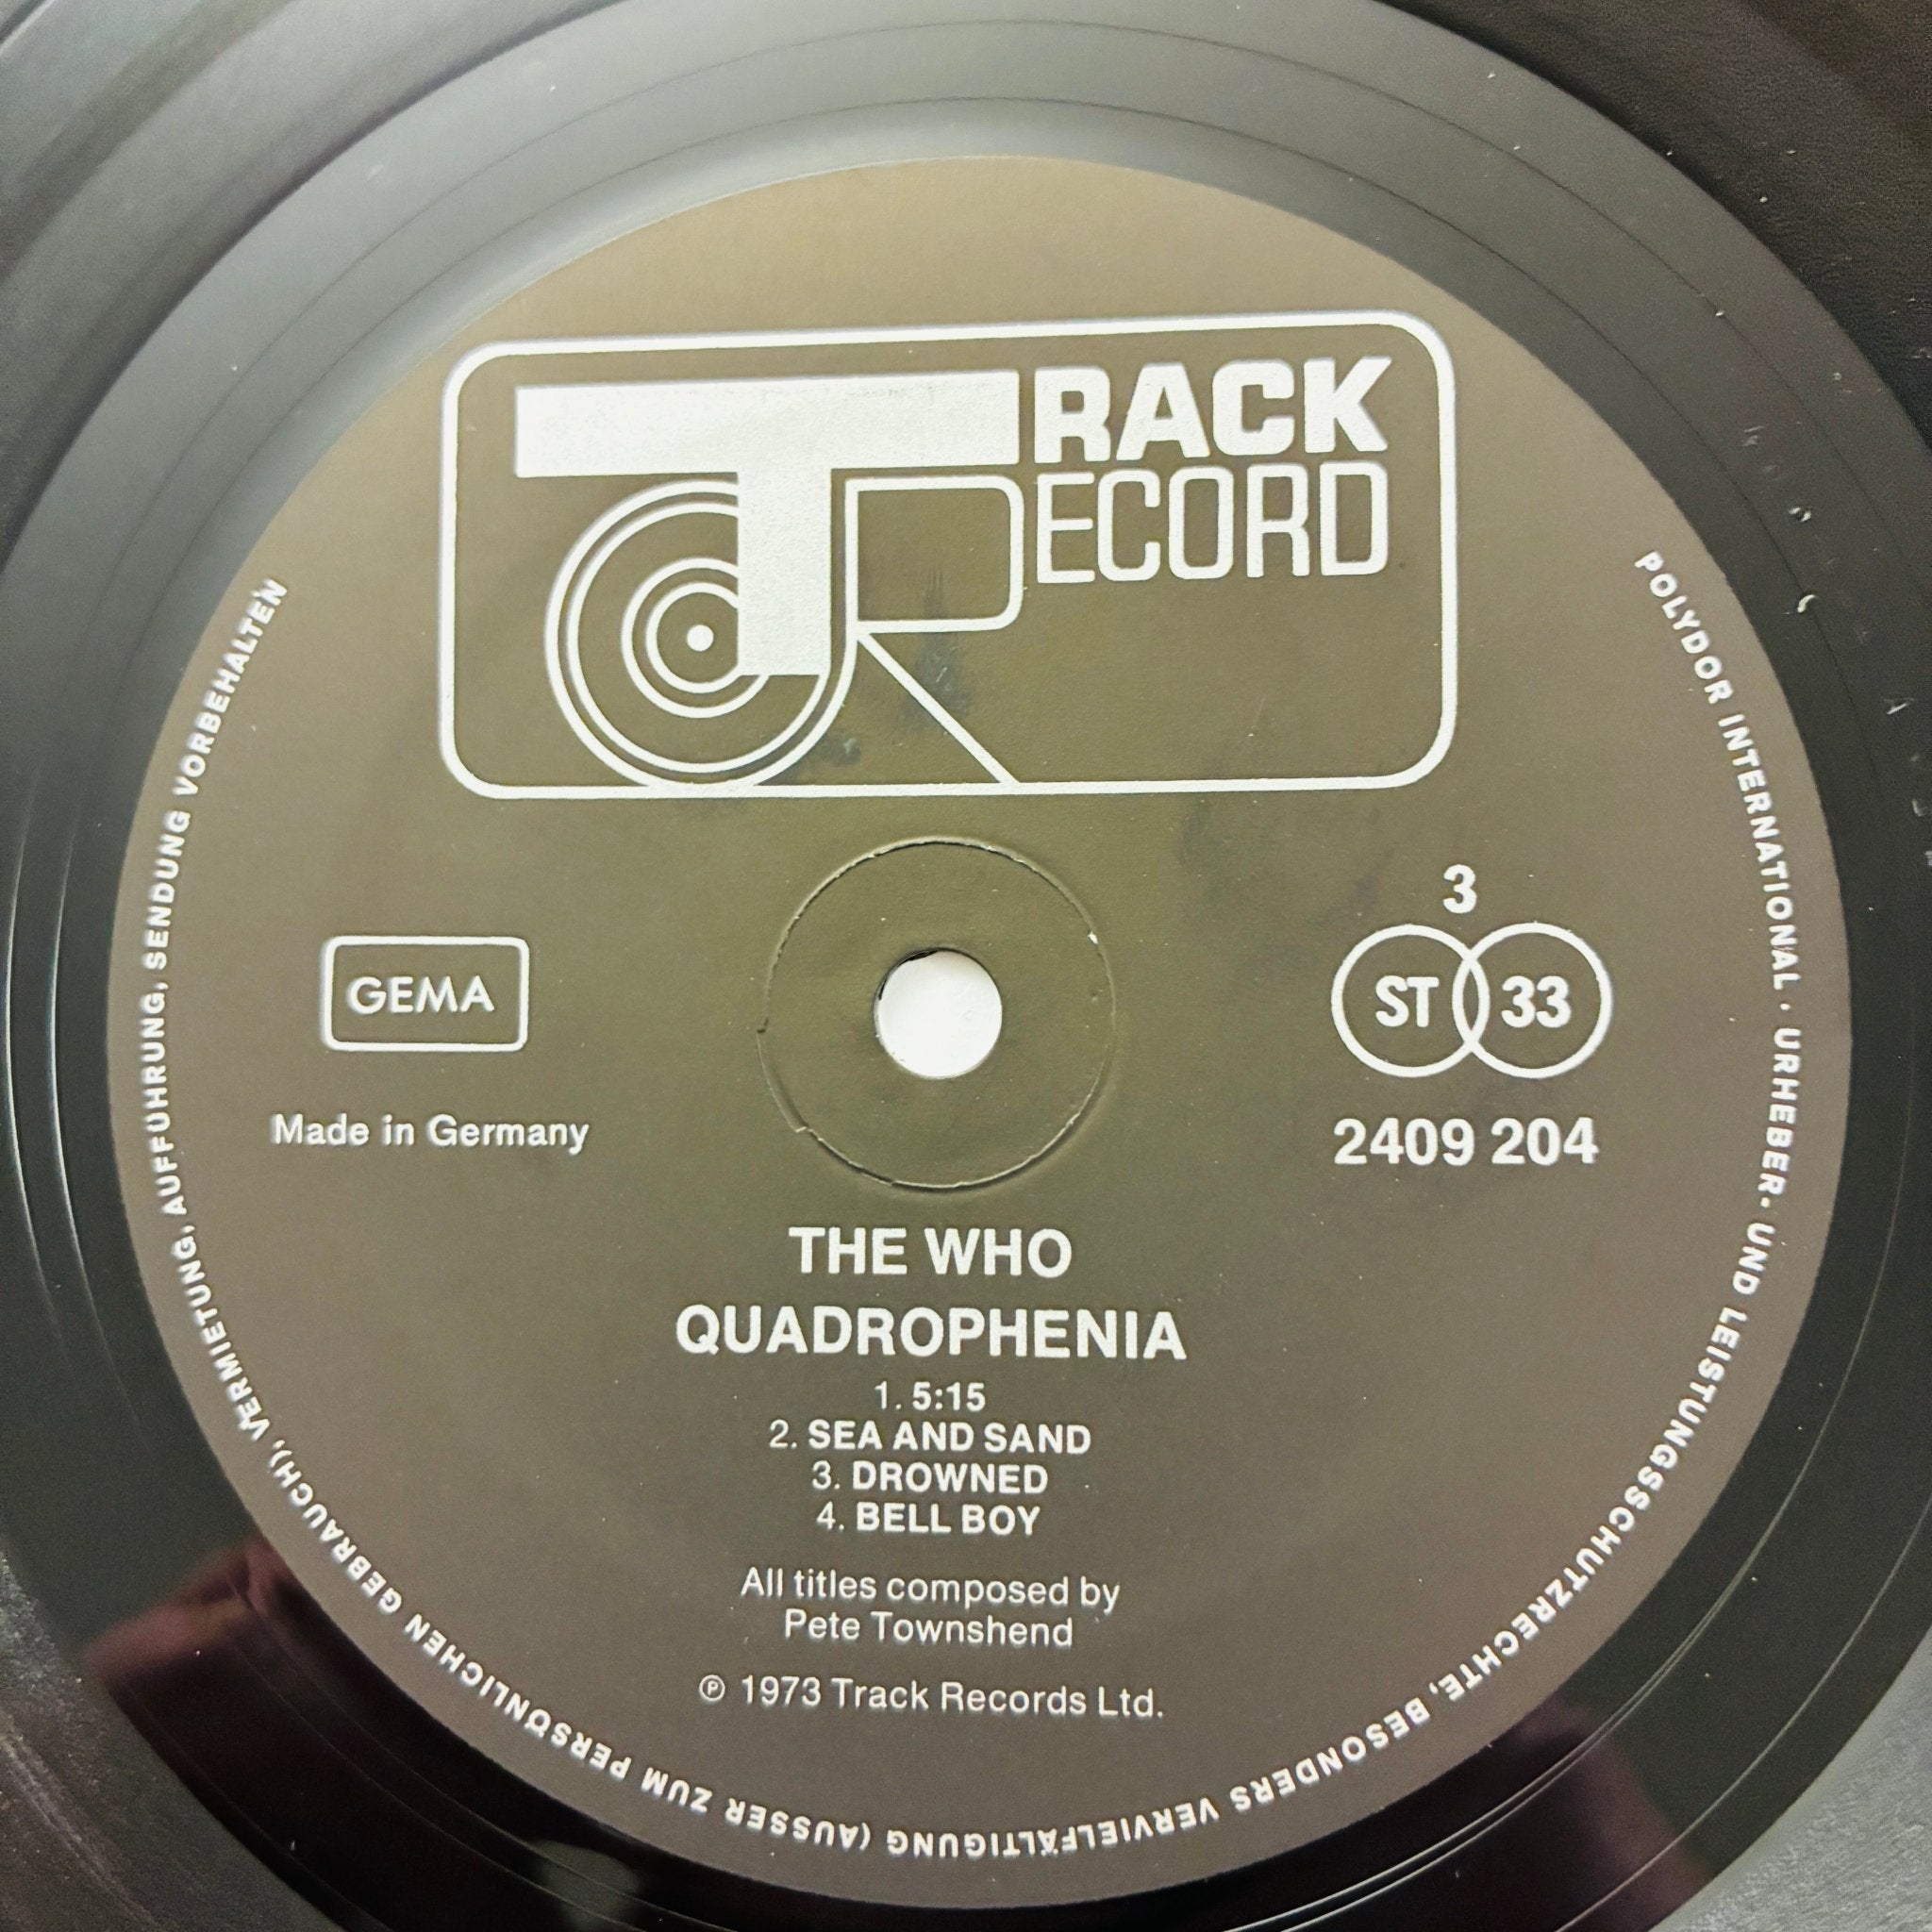 TRACK
RECORD
3
GEMA
ST 33
Made in Germany
2409 204
THE WHO
QUADROPHENIA
1. 5:15
2. SEA AND SAND
3. DROWNED
4. BELL BOY
All titles composed by
Pete Townshend
℗ 1973 Track Records Ltd.
POLYDOR INTERNATIONAL · URHEBER- UND LEISTUNGSSCHUTZRECHTE, BESONDERS VERVIELFÄLTIGUNG (AUSSER ZUM PERSÖNLICHEN GEBRAUCH), VERMIETUNG, AUFFÜHRUNG, SENDUNG VORBEHALTEN